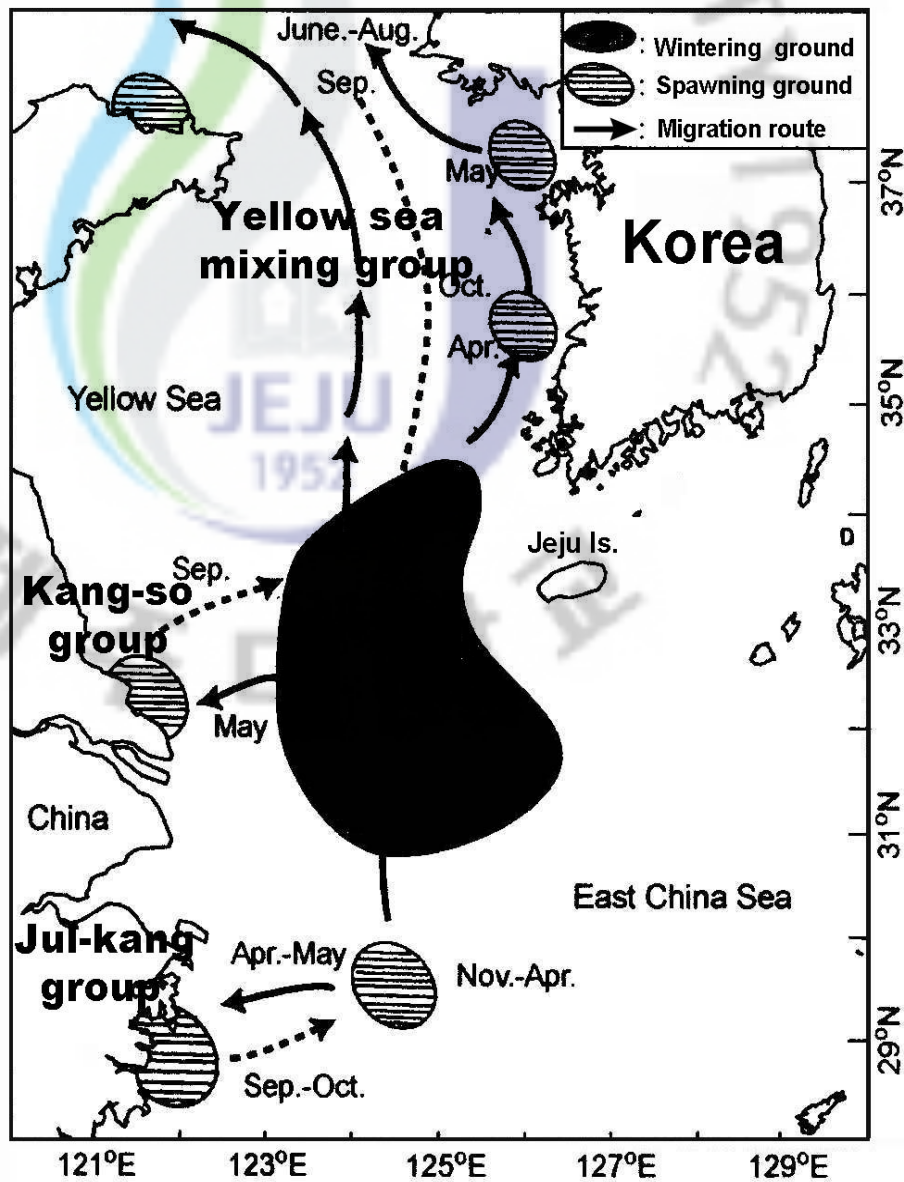 June.-Aug.
: Wintering ground
: Spawning ground
: Migration route
Sep.
May
37°N
Yellow sea
mixing group
Korea
Oct.
Apr.
Yellow Sea
35°N
JEJU
1952
1952
Jeju Is.
D
Sep.
Kang-so
group
33°N
May
China
31°N
East China Sea
Jul-kang
group
Apr.-May
Nov.-Apr.
29°N
Sep.-Oct.
121°E
123°E
125°E
127°E
129°E